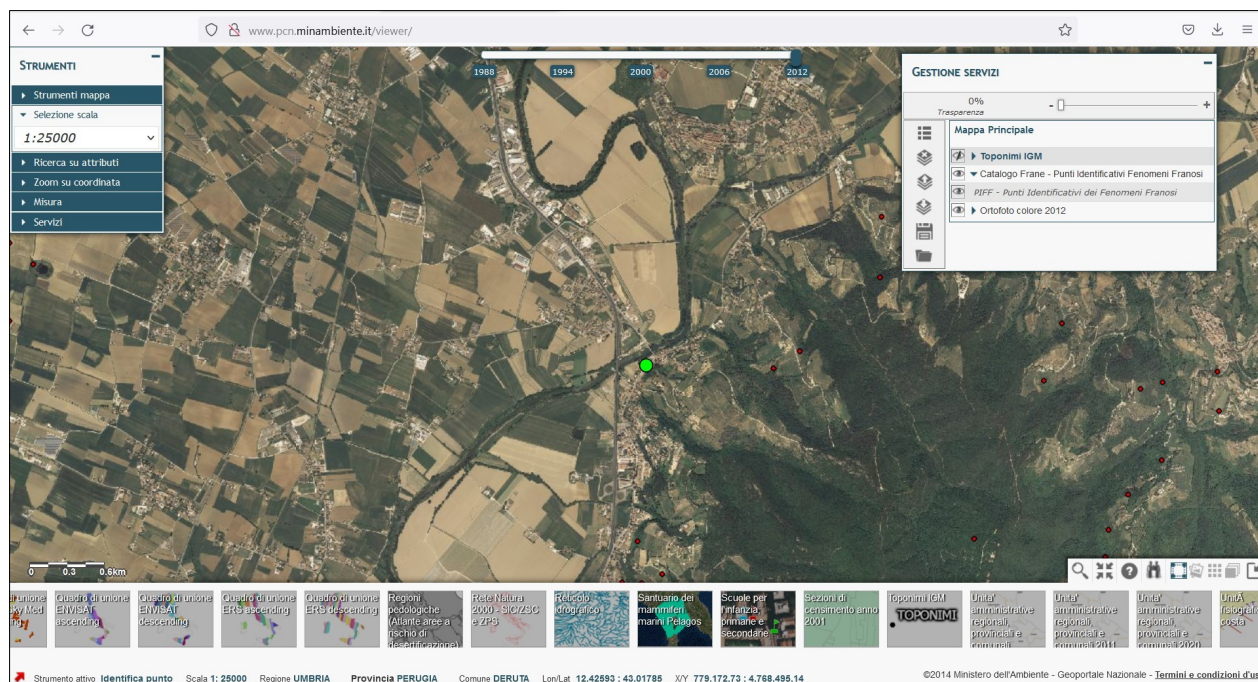 www.pcn.minambiente.it/viewer/
STRUMENTI
Strumenti mappa
Selezione scala
1:25000
Ricerca su attributi
Zoom su coordinata
Misura
Servizi
1988
1994
2000
2006
2012
GESTIONE SERVIZI
0%
Trasparenza
-
+
Mappa Principale
Toponimi IGM
Catalogo Frane - Punti Identificativi Fenomeni Franosi
PIFF - Punti Identificativi dei Fenomeni Franosi
Ortofoto colore 2012
0 0.3 0.6km
Quadro di unione
ENVISAT
ascending
Quadro di unione
ENVISAT
descending
Quadro di unione
ERS ascending
Quadro di unione
ERS descending
Regioni
pedologiche
(Atlante aree a
rischio di
desertificazione)
Rete Natura
2000 - SIC/ZSC
e ZPS
Reticolo
idrografico
Santuario dei
mammiferi
marini Pelagos
Scuole per
l'infanzia,
primarie e
secondarie
Sezioni di
censimento anno
2001
Toponimi IGM
TOPONIMI
Unita'
amministrative
regionali,
provinciali e
comunali
Unita'
amministrative
regionali,
provinciali e
comunali 2011
Unita'
amministrative
regionali,
provinciali e
comunali 2020
UnitÃ
fisiografic
costa
Strumento attivo Identifica punto Scala 1: 25000 Regione UMBRIA Provincia PERUGIA Comune DERUTA Lon/Lat 12.42593 : 43.01785 X/Y 779.172.73 : 4.768.495.14
©2014 Ministero dell'Ambiente - Geoportale Nazionale - Termini e condizioni d'u